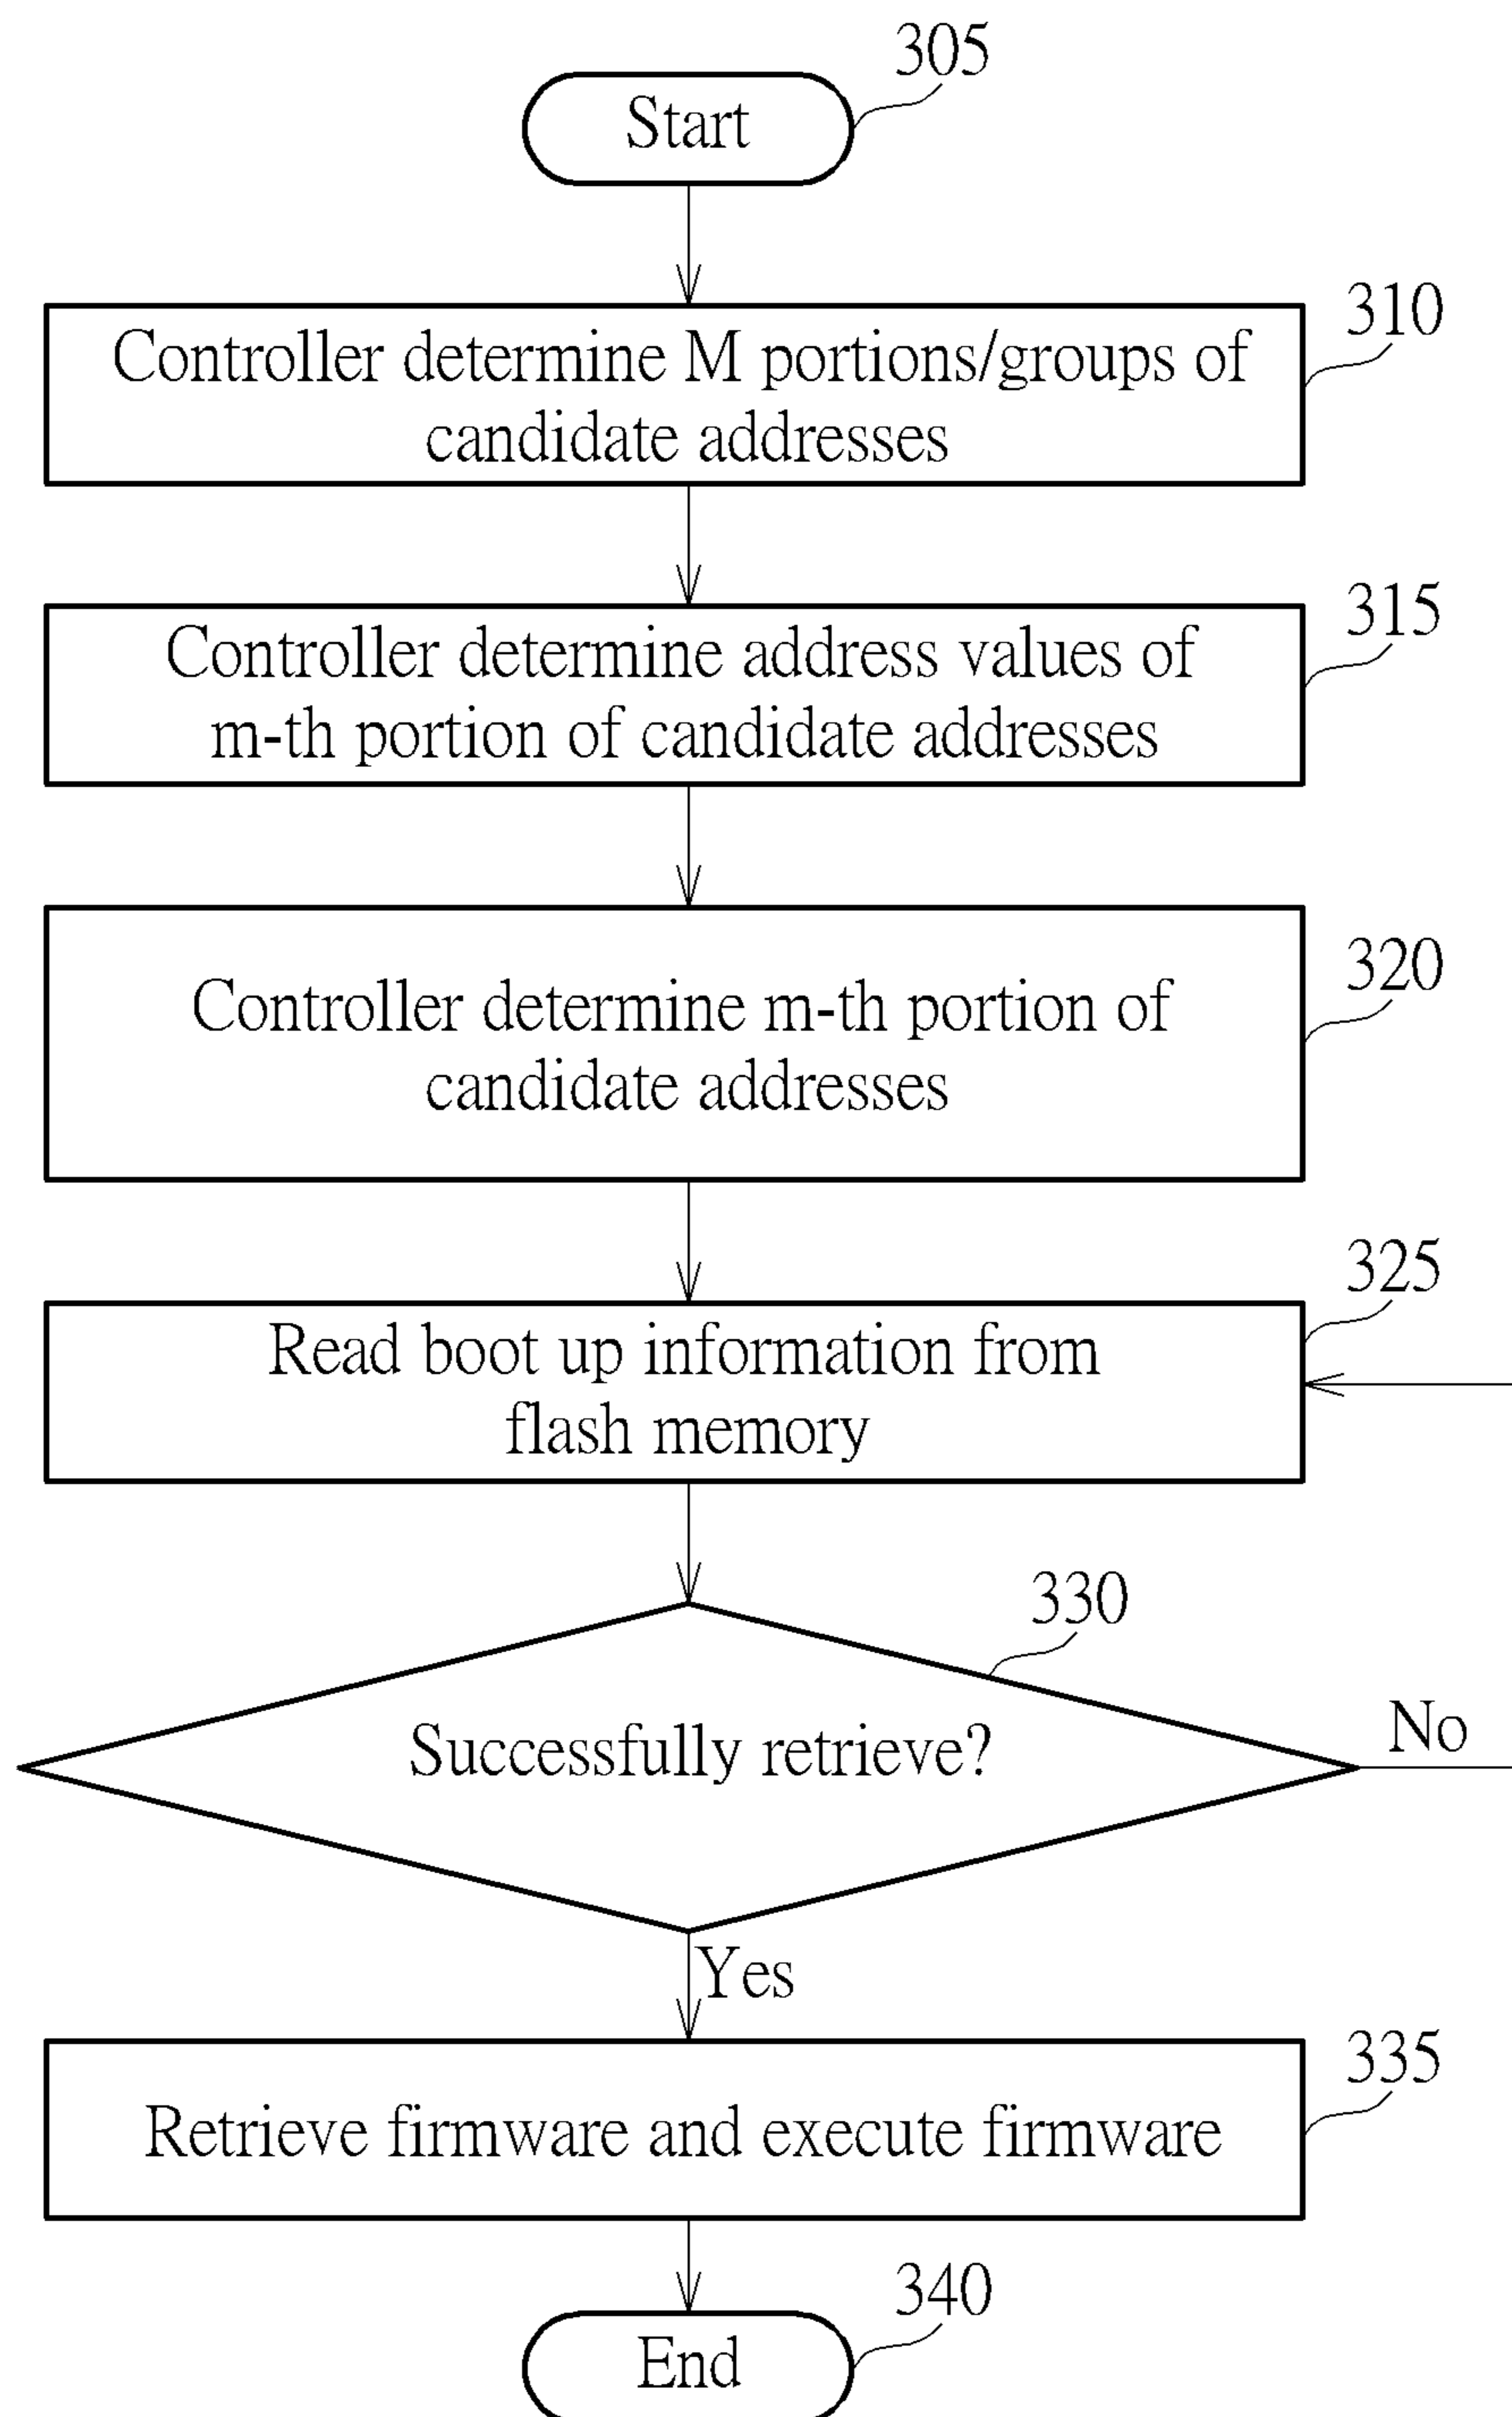 305
Start
310
Controller determine M portions/groups of
candidate addresses
315
Controller determine address values of
m-th portion of candidate addresses
320
Controller determine m-th portion of
candidate addresses
325
Read boot up information from
flash memory
330
Successfully retrieve?
No
Yes
335
Retrieve firmware and execute firmware
340
End